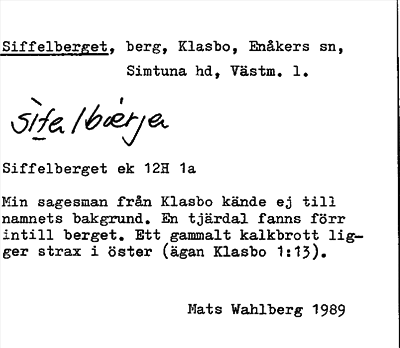 Siffelberget, berg, Klasbo, Enåkers sn,
Simtuna hd, Västm. l.
Siffelberget ek 12H 1a
Min sagesman från Klasbo kände ej till
namnets bakgrund. En tjärdal fanns förr
intill berget. Ett gammalt kalkbrott lig-
ger strax i öster (ägan Klasbo 1:13).
Mats Wahlberg 1989